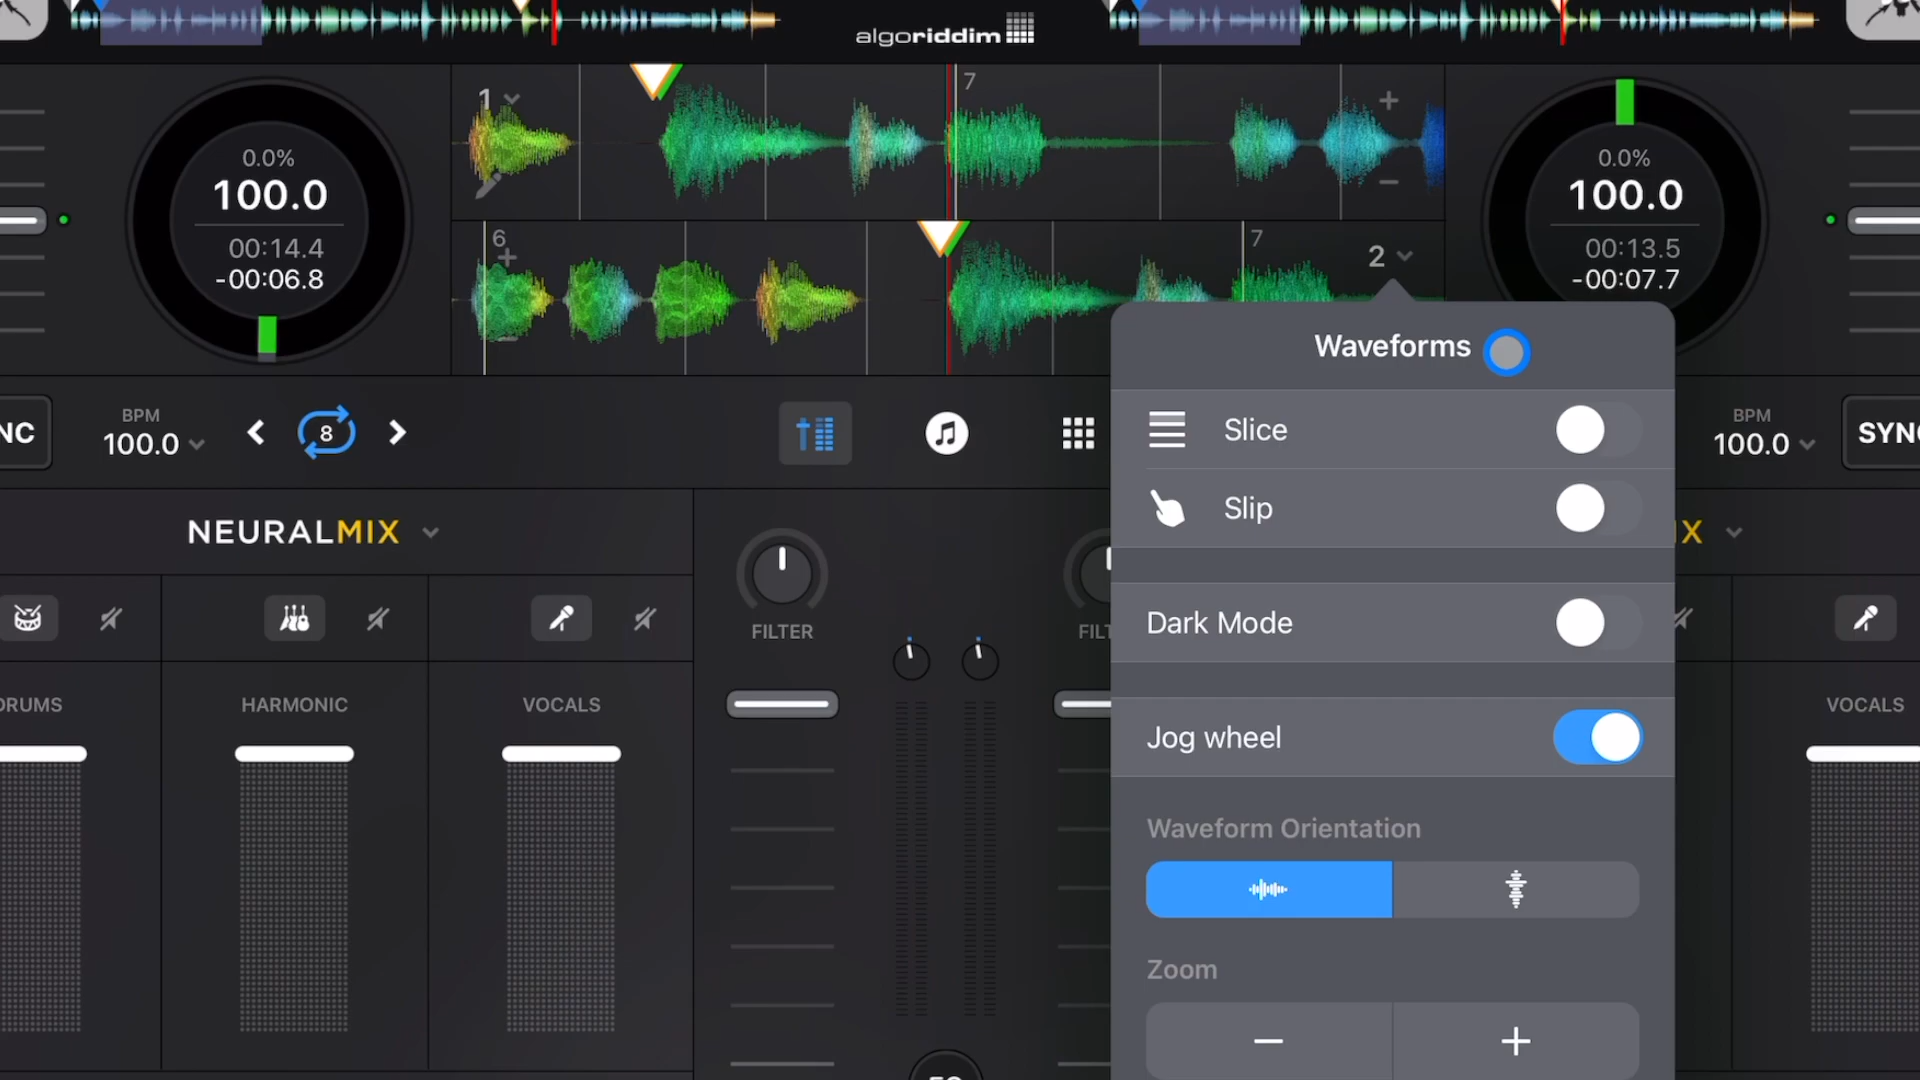 algoriddim
1
7
0.0%
100.0
00:14.4
-00:06.8
0.0%
100.0
00:13.5
-00:07.7
6
7
2
Waveforms
NC
BPM
100.0
8
Slice
BPM
100.0
SYN
Slip
NEURALMIX
IX
FILTER
FILT
Dark Mode
DRUMS
HARMONIC
VOCALS
Jog wheel
VOCALS
Waveform Orientation
Zoom